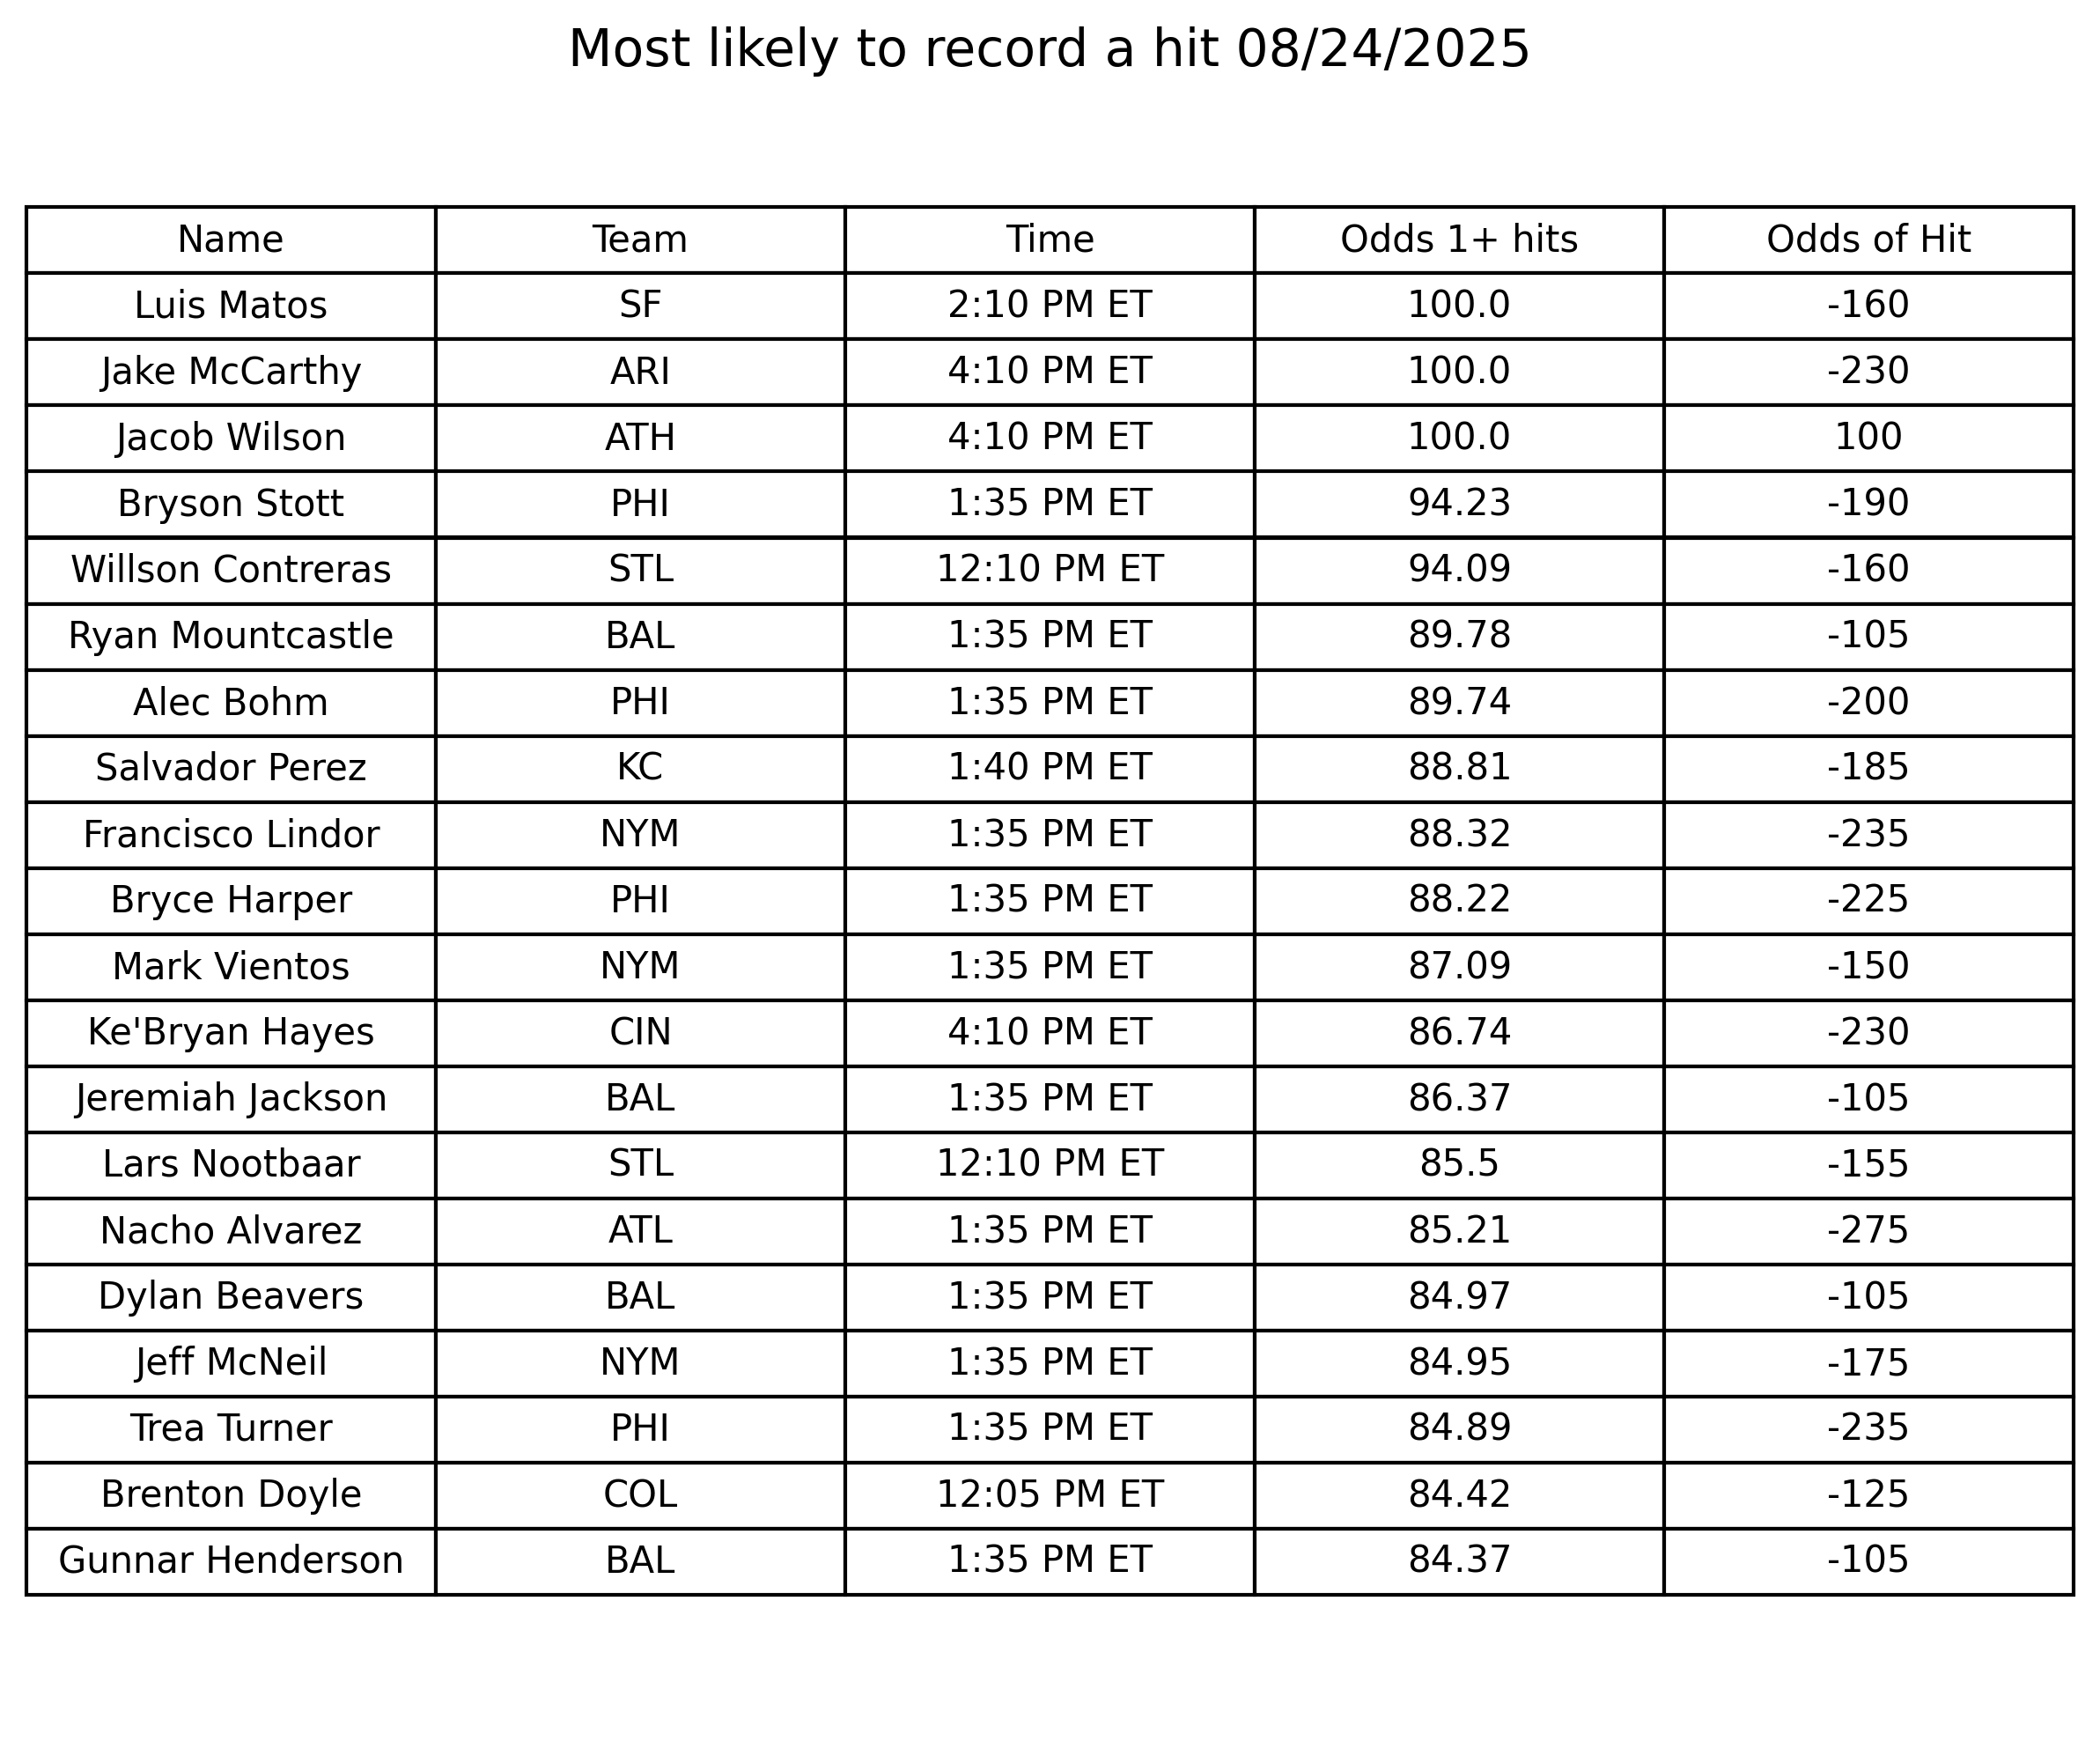 Most likely to record a hit 08/24/2025
Name Team Time Odds 1+ hits Odds of Hit
Luis Matos SF 2:10 PM ET 100.0 -160
Jake McCarthy ARI 4:10 PM ET 100.0 -230
Jacob Wilson ATH 4:10 PM ET 100.0 100
Bryson Stott PHI 1:35 PM ET 94.23 -190
Willson Contreras STL 12:10 PM ET 94.09 -160
Ryan Mountcastle BAL 1:35 PM ET 89.78 -105
Alec Bohm PHI 1:35 PM ET 89.74 -200
Salvador Perez KC 1:40 PM ET 88.81 -185
Francisco Lindor NYM 1:35 PM ET 88.32 -235
Bryce Harper PHI 1:35 PM ET 88.22 -225
Mark Vientos NYM 1:35 PM ET 87.09 -150
Ke'Bryan Hayes CIN 4:10 PM ET 86.74 -230
Jeremiah Jackson BAL 1:35 PM ET 86.37 -105
Lars Nootbaar STL 12:10 PM ET 85.5 -155
Nacho Alvarez ATL 1:35 PM ET 85.21 -275
Dylan Beavers BAL 1:35 PM ET 84.97 -105
Jeff McNeil NYM 1:35 PM ET 84.95 -175
Trea Turner PHI 1:35 PM ET 84.89 -235
Brenton Doyle COL 12:05 PM ET 84.42 -125
Gunnar Henderson BAL 1:35 PM ET 84.37 -105